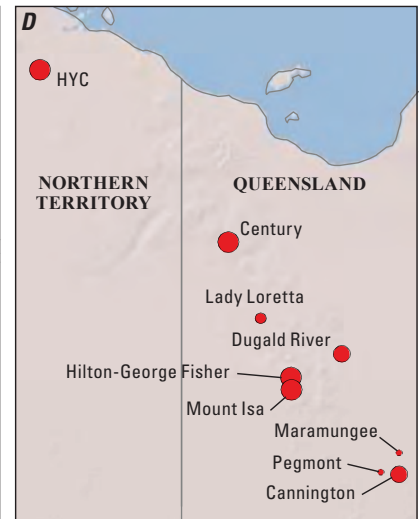 D
HYC
NORTHERN
TERRITORY
QUEENSLAND
Century
Lady Loretta
Dugald River
Hilton-George Fisher
Mount Isa
Maramungee
Pegmont
Cannington